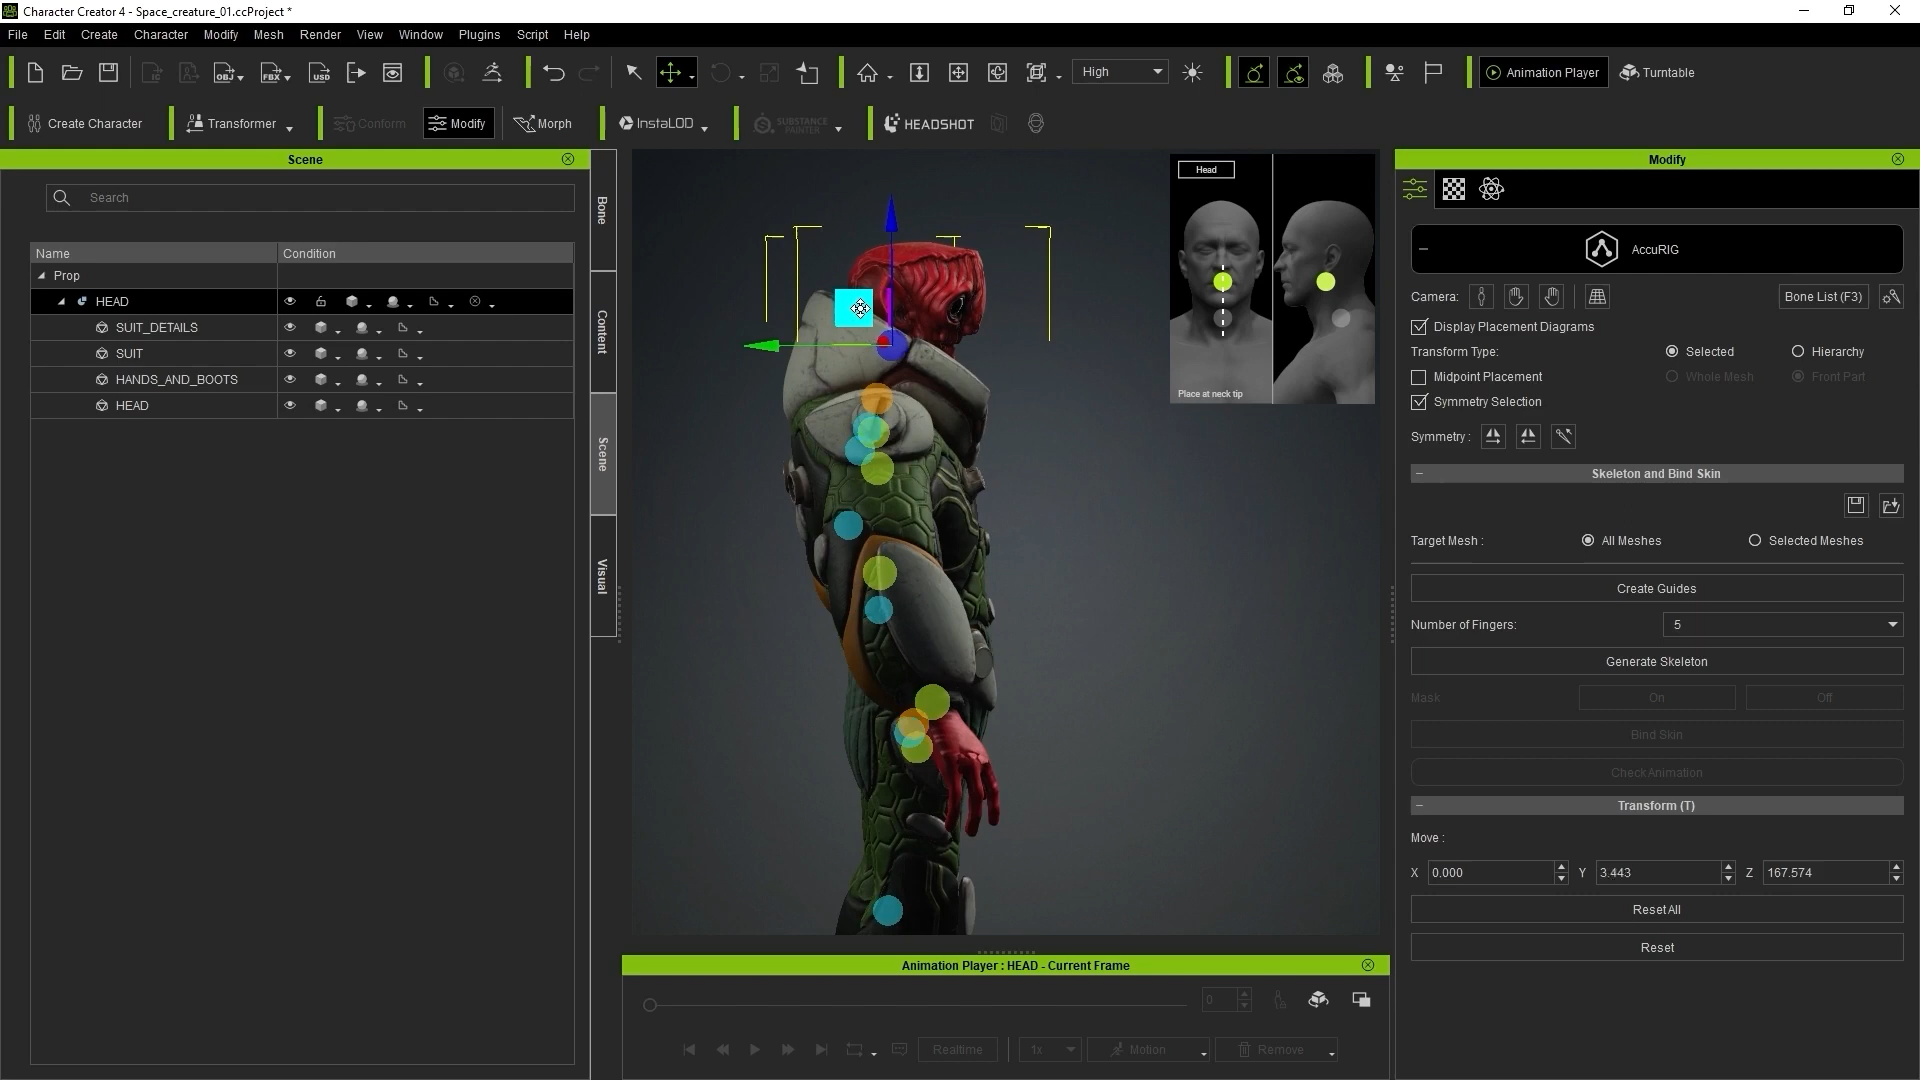 Character Creator 4 - Space_creature_01.ccProject *
File Edit Create Character Modify Mesh Render View Window Plugins Script Help
OBJ FBX USD High Animation Player Turntable
Create Character Transformer Conform Modify Morph InstaLOD SUBSTANCE PAINTER HEADSHOT
Scene
Search
Name Condition
Prop
HEAD
SUIT_DETAILS
SUIT
HANDS_AND_BOOTS
HEAD
Bone
Content
Scene
Visual
Head
Place at neck tip
Animation Player : HEAD - Current Frame
0
Realtime 1x Motion Remove
Modify
AccuRIG
Camera: Bone List (F3)
Display Placement Diagrams
Transform Type: Selected Hierarchy
Midpoint Placement Whole Mesh Front Part
Symmetry Selection
Symmetry :
Skeleton and Bind Skin
Target Mesh : All Meshes Selected Meshes
Create Guides
Number of Fingers: 5
Generate Skeleton
Mask On Off
Bind Skin
Check Animation
Transform (T)
Move :
X 0.000 Y 3.443 Z 167.574
Reset All
Reset